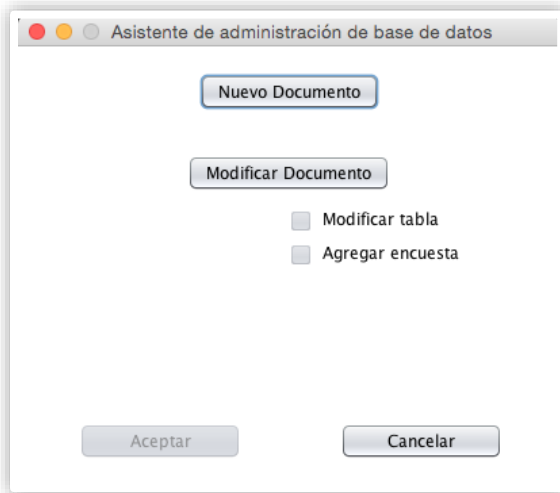 Asistente de administración de base de datos
Nuevo Documento
Modificar Documento
Modificar tabla
Agregar encuesta
Aceptar
Cancelar